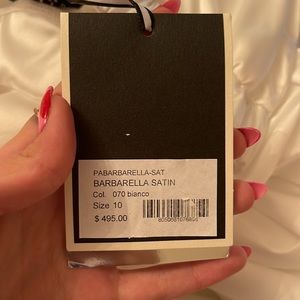 PABARBARELLA-SAT
BARBARELLA SATIN
Col. 070 bianco
Size 10
$ 495.00